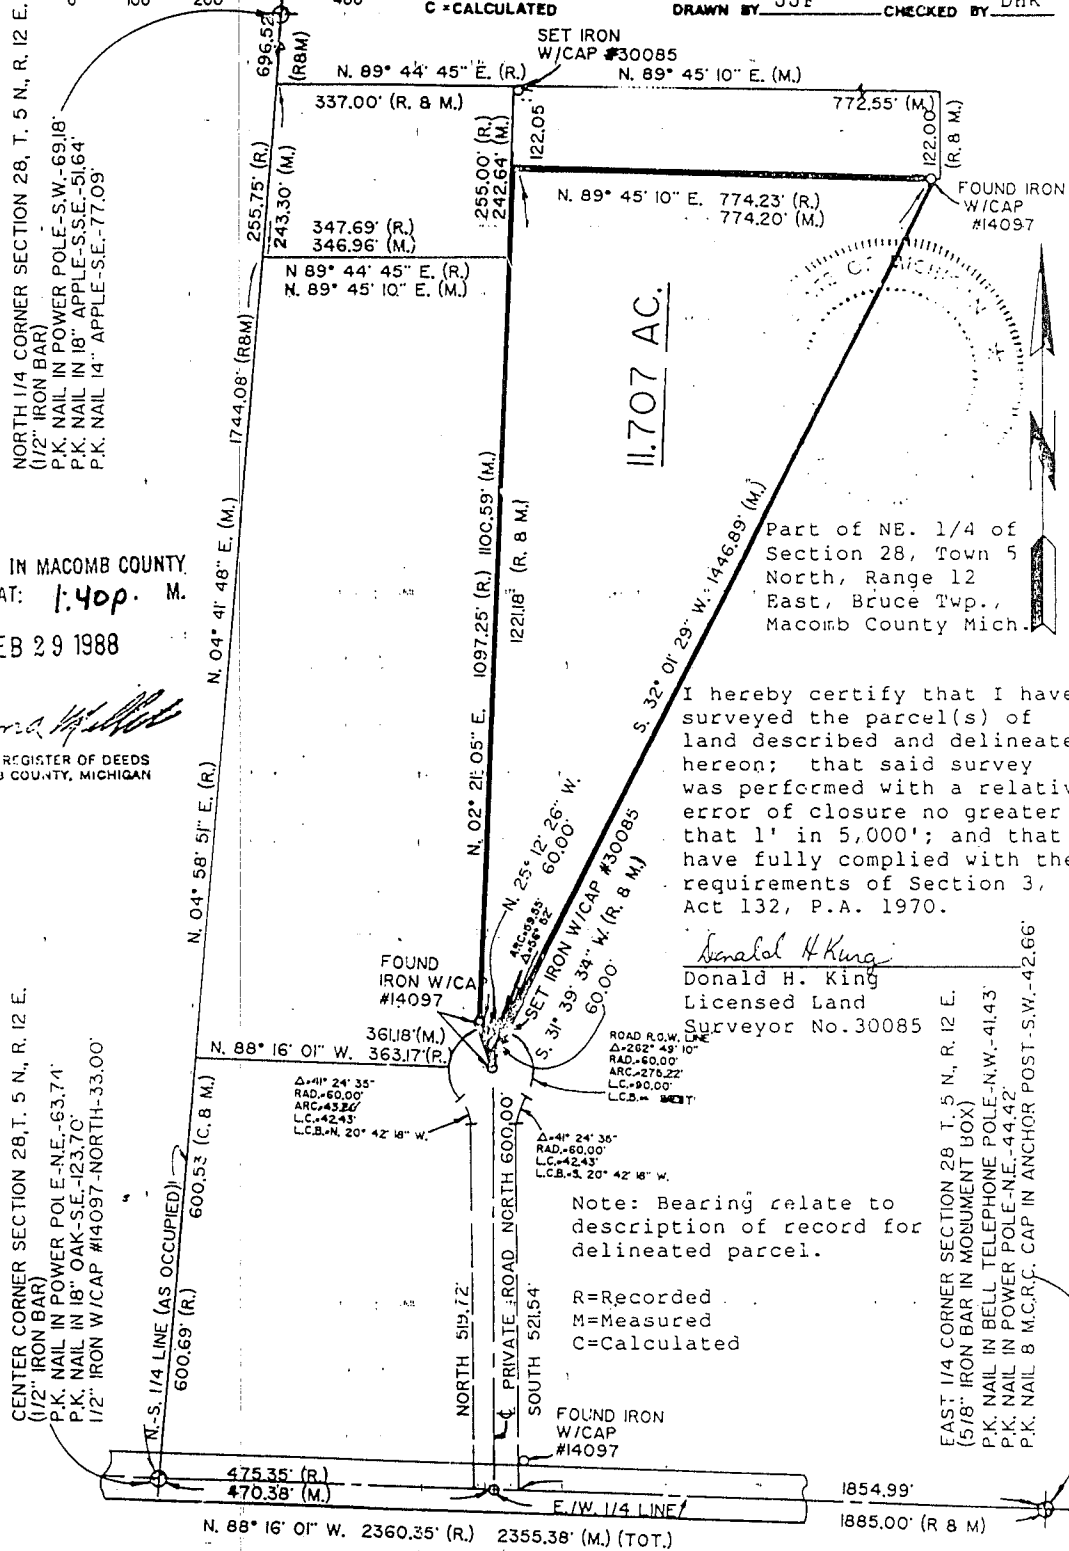 0 100 200 400
C = CALCULATED
DRAWN BY JJF CHECKED BY DHK
SET IRON
W/CAP #30085
N. 89° 44' 45" E. (R.)
N. 89° 45' 10" E. (M.)
337.00' (R. & M.)
772.55' (M.)
696.52
(R&M)
122.05
122.00'
(R. & M.)
255.75' (R.)
243.30' (M.)
255.00' (R.)
242.64' (M.)
N. 89° 45' 10" E. 774.23' (R.)
774.20' (M.)
FOUND IRON
W/CAP
#14097
347.69' (R.)
346.96' (M.)
N 89° 44' 45" E. (R.)
N. 89° 45' 10" E. (M.)
NORTH 1/4 CORNER SECTION 28, T. 5 N., R. 12 E.
(1/2" IRON BAR)
P.K. NAIL IN POWER POLE-S.W.-69.18'
P.K. NAIL IN 18" APPLE-S.S.E.-51.64'
P.K. NAIL 14" APPLE-S.E.-77.09'
11.707 AC.
1744.08' (R&M)
N. 04° 41' 48" E. (M.)
N. 04° 58' 51" E. (R.)
N. 02° 21' 05" E. 1097.25' (R.) 1100.59' (M.)
1221.18' (R. & M.)
S. 32° 01' 29" W. 1446.89' (M.)
Part of NE. 1/4 of
Section 28, Town 5
North, Range 12
East, Bruce Twp.,
Macomb County Mich.
IN MACOMB COUNTY
AT: 1:40p. M.
EB 29 1988
REGISTER OF DEEDS
B COUNTY, MICHIGAN
I hereby certify that I have
surveyed the parcel(s) of
land described and delineate
hereon; that said survey
was performed with a relativ
error of closure no greater
that 1' in 5,000'; and that
have fully complied with the
requirements of Section 3,
Act 132, P.A. 1970.
Donald H King
Donald H. King
Licensed Land
Surveyor No.30085
N. 25° 12' 26" W.
60.00'
ARC=59.55'
Δ=56° 52'
SET IRON W/CAP #30085
S. 31° 39' 34" W. (R. & M.)
60.00'
FOUND
IRON W/CA
#14097
361.18' (M.)
N. 88° 16' 01" W. 363.17' (R.)
Δ=41° 24' 35"
RAD.=60.00'
ARC=43.36'
L.C.=42.43'
L.C.B.=N. 20° 42' 18" W.
ROAD R.O.W. LINE
Δ=262° 49' 10"
RAD.=60.00'
ARC.=275.22'
L.C.=90.00'
L.C.B.= WEST
Δ=41° 24' 35"
RAD.=60.00'
L.C.=42.43'
L.C.B.=S. 20° 42' 18" W.
600.53' (C. & M.)
600.69' (R.)
N.-S. 1/4 LINE (AS OCCUPIED)
CENTER CORNER SECTION 28, T. 5 N., R. 12 E.
(1/2" IRON BAR)
P.K. NAIL IN POWER POLE-N.E.-63.74'
P.K. NAIL IN 18" OAK-S.E.-123.70'
1/2" IRON W/CAP #14097-NORTH-33.00'
NORTH 519.72'
℄ PRIVATE ROAD NORTH 600.00'
SOUTH 521.54'
Note: Bearing relate to
description of record for
delineated parcel.
R=Recorded
M=Measured
C=Calculated
FOUND IRON
W/CAP
#14097
EAST 1/4 CORNER SECTION 28 T. 5 N., R. 12 E.
(5/8" IRON BAR IN MONUMENT BOX)
P.K. NAIL IN BELL TELEPHONE POLE-N.W.-41.43'
P.K. NAIL IN POWER POLE-N.E.-44.42'
P.K. NAIL & M.C.R.C. CAP IN ANCHOR POST-S.W.-42.66'
475.35' (R.)
470.38' (M.)
E./W. 1/4 LINE
1854.99'
1885.00' (R & M)
N. 88° 16' 01" W. 2360.35' (R.) 2355.38' (M.) (TOT.)